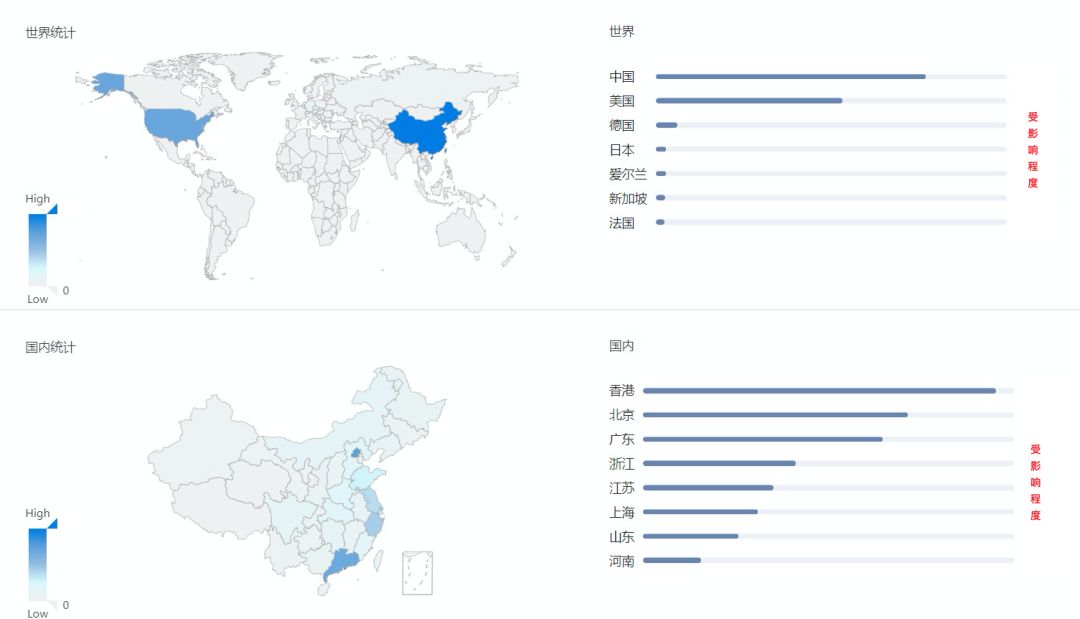 世界统计
High
0
Low
世界
中国
美国
德国
日本
爱尔兰
新加坡
法国
受影响程度
国内统计
High
0
Low
国内
香港
北京
广东
浙江
江苏
上海
山东
河南
受影响程度